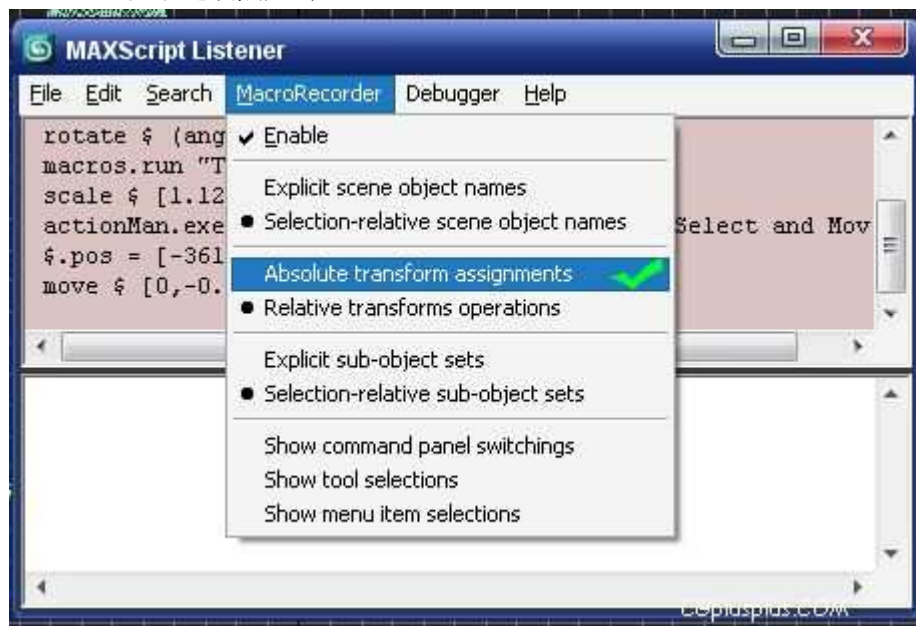 MAXScript Listener
File Edit Search MacroRecorder Debugger Help
rotate $ (ang
macros.run "T
scale $ [1.12
actionMan.exe
Select and Mov
$.pos = [-361
move $ [0,-0.
Enable
Explicit scene object names
Selection-relative scene object names
Absolute transform assignments
Relative transforms operations
Explicit sub-object sets
Selection-relative sub-object sets
Show command panel switchings
Show tool selections
Show menu item selections